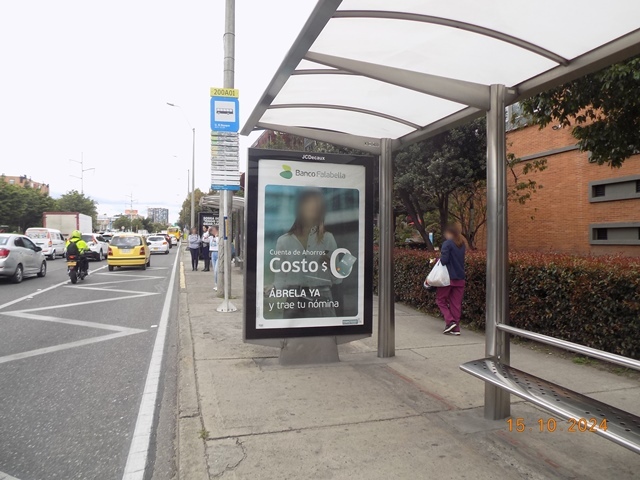 200A01
JCDecaux
Banco Falabella
Cuenta de Ahorros
Costo $0
ÁBRELA YA
y trae tu nómina
15.10.2024